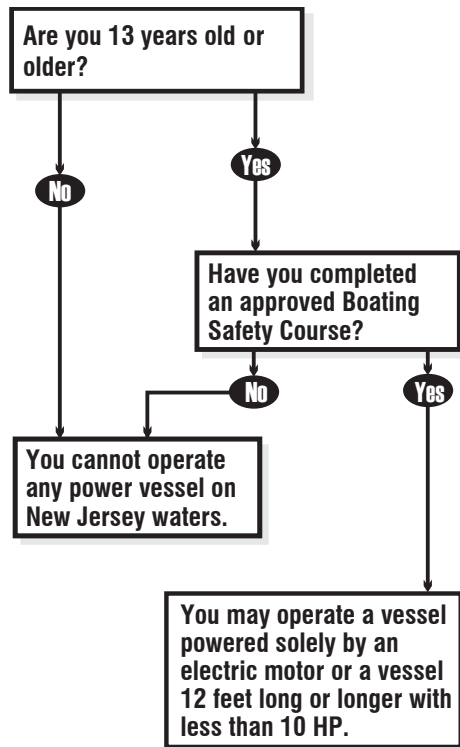 Are you 13 years old or
older?
Yes
No
Have you completed
an approved Boating
Safety Course?
No
Yes
You cannot operate
any power vessel on
New Jersey waters.
You may operate a vessel
powered solely by an
electric motor or a vessel
12 feet long or longer with
less than 10 HP.